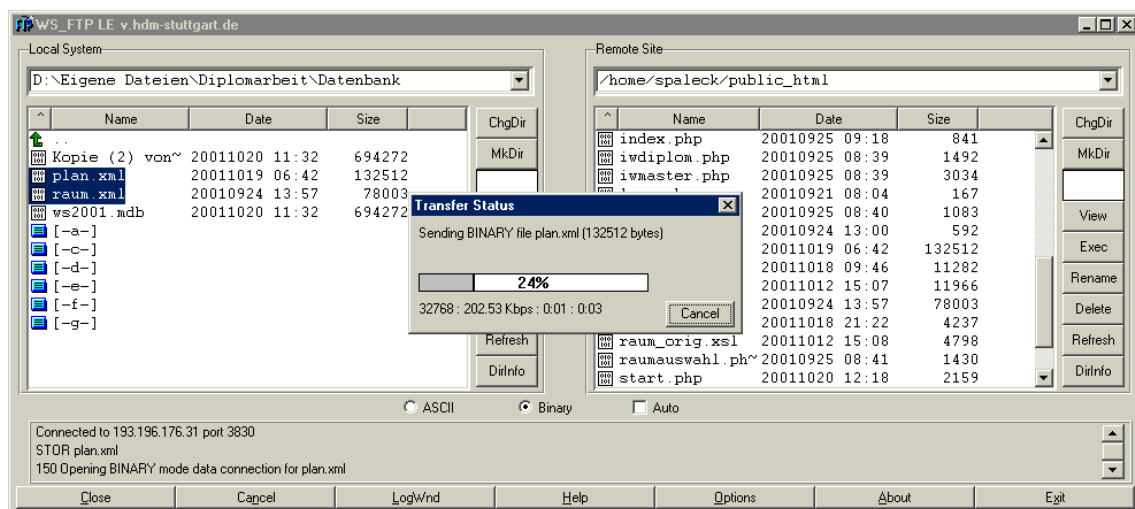 WS_FTP LE v.hdm-stuttgart.de
Local System
D:\Eigene Dateien\Diplomarbeit\Datenbank
^ Name Date Size
..
Kopie (2) von~ 20011020 11:32 694272
plan.xml 20011019 06:42 132512
raum.xml 20010924 13:57 78003
ws2001.mdb 20011020 11:32 694272
[-a-]
[-c-]
[-d-]
[-e-]
[-f-]
[-g-]
ChgDir
MkDir
Refresh
DirInfo
Remote Site
/home/spaleck/public_html
^ Name Date Size
index.php 20010925 09:18 841
iwdiplom.php 20010925 08:39 1492
iwmaster.php 20010925 08:39 3034
20010921 08:04 167
20010925 08:40 1083
20010924 13:00 592
20011019 06:42 132512
20011018 09:46 11282
20011012 15:07 11966
20010924 13:57 78003
20011018 21:22 4237
raum_orig.xsl 20011012 15:08 4798
raumauswahl.ph~ 20010925 08:41 1430
start.php 20011020 12:18 2159
ChgDir
MkDir
View
Exec
Rename
Delete
Refresh
DirInfo
Transfer Status
Sending BINARY file plan.xml (132512 bytes)
24%
32768 : 202.53 Kbps : 0:01 : 0:03
Cancel
ASCII Binary Auto
Connected to 193.196.176.31 port 3830
STOR plan.xml
150 Opening BINARY mode data connection for plan.xml
Close Cancel LogWnd Help Options About Exit